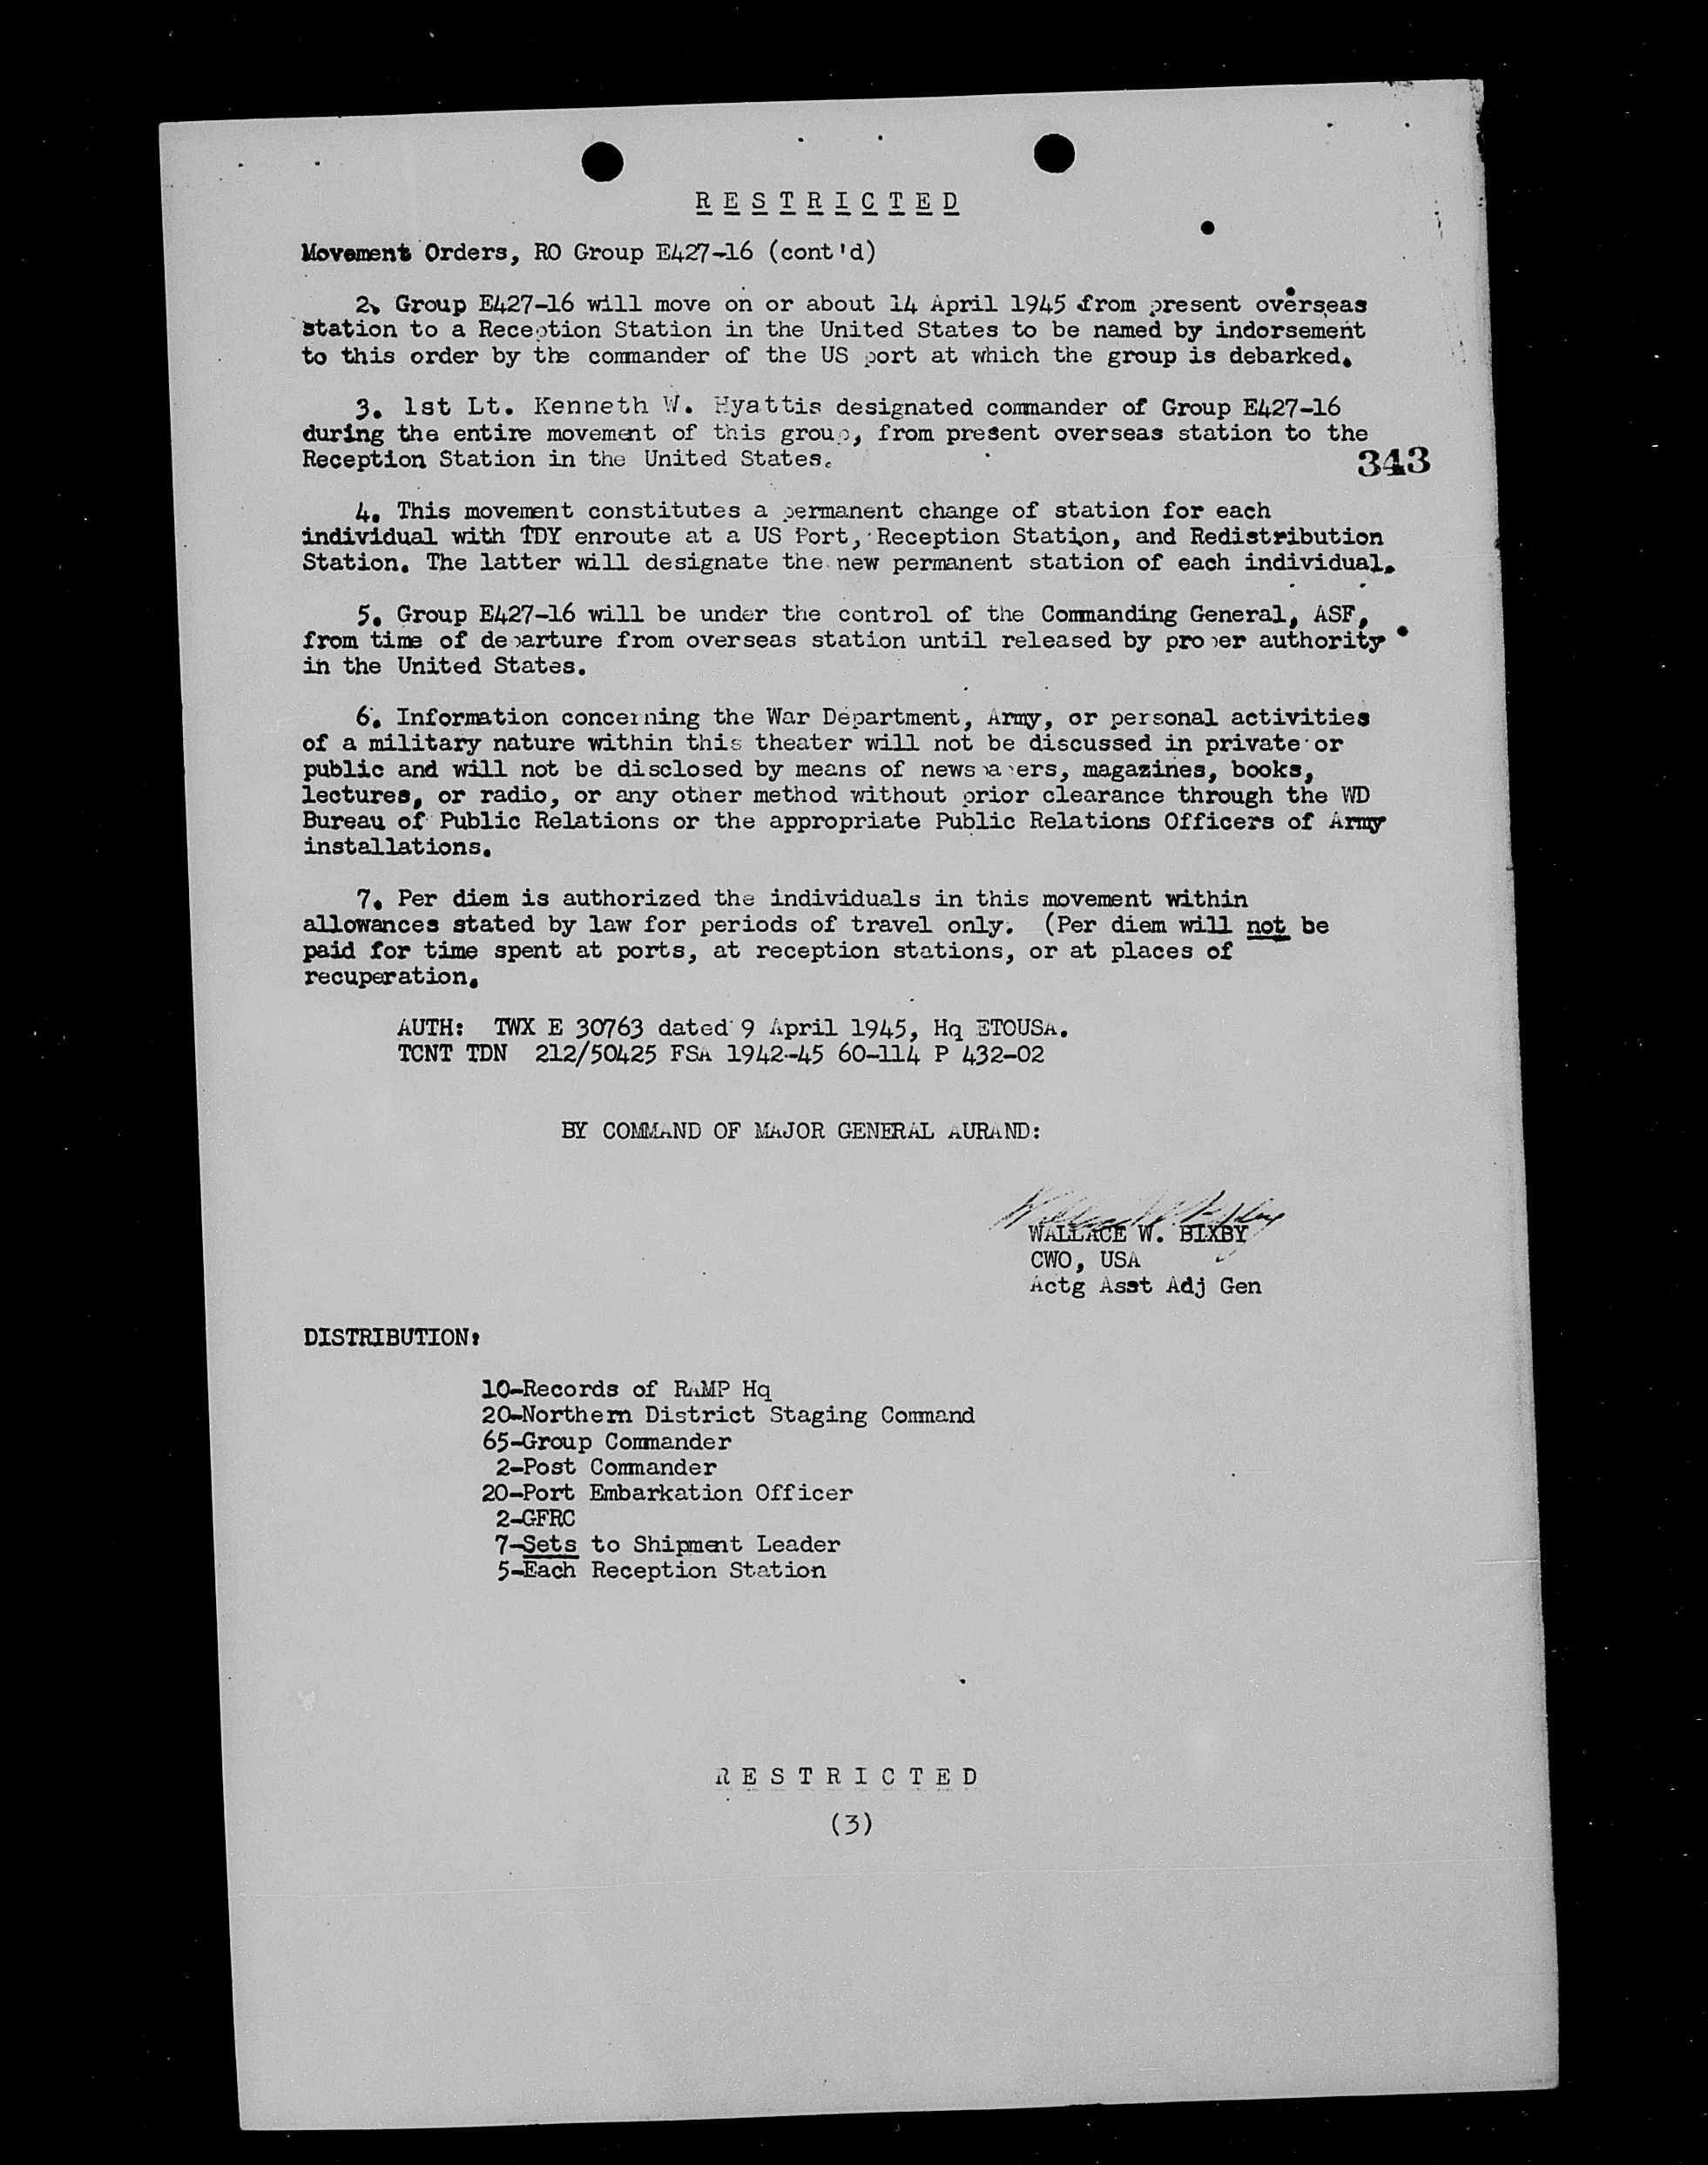 RESTRICTED
Movement Orders, RO Group E427-16 (cont'd)
2. Group E427-16 will move on or about 14 April 1945 from present overseas
station to a Reception Station in the United States to be named by indorsement
to this order by the commander of the US port at which the group is debarked.
3. 1st Lt. Kenneth W. Hyattis designated commander of Group E427-16
during the entire movement of this group, from present overseas station to the
Reception Station in the United States.
343
4. This movement constitutes a permanent change of station for each
individual with TDY enroute at a US Port, Reception Station, and Redistribution
Station. The latter will designate the new permanent station of each individual.
5. Group E427-16 will be under the control of the Commanding General, ASF,
from time of departure from overseas station until released by proper authority
in the United States.
6. Information concerning the War Department, Army, or personal activities
of a military nature within this theater will not be discussed in private or
public and will not be disclosed by means of newspapers, magazines, books,
lectures, or radio, or any other method without prior clearance through the WD
Bureau of Public Relations or the appropriate Public Relations Officers of Army
installations.
7. Per diem is authorized the individuals in this movement within
allowances stated by law for periods of travel only. (Per diem will not be
paid for time spent at ports, at reception stations, or at places of
recuperation.
AUTH: TWX E 30763 dated 9 April 1945, Hq ETOUSA.
TCNT TDN 212/50425 FSA 1942-45 60-114 P 432-02
BY COMMAND OF MAJOR GENERAL AURAND:
WALLACE W. BIXBY
CWO, USA
Actg Asst Adj Gen
DISTRIBUTION:
10-Records of RAMP Hq
20-Northern District Staging Command
65-Group Commander
2-Post Commander
20-Port Embarkation Officer
2-GFRC
7-Sets to Shipment Leader
5-Each Reception Station
RESTRICTED
(3)